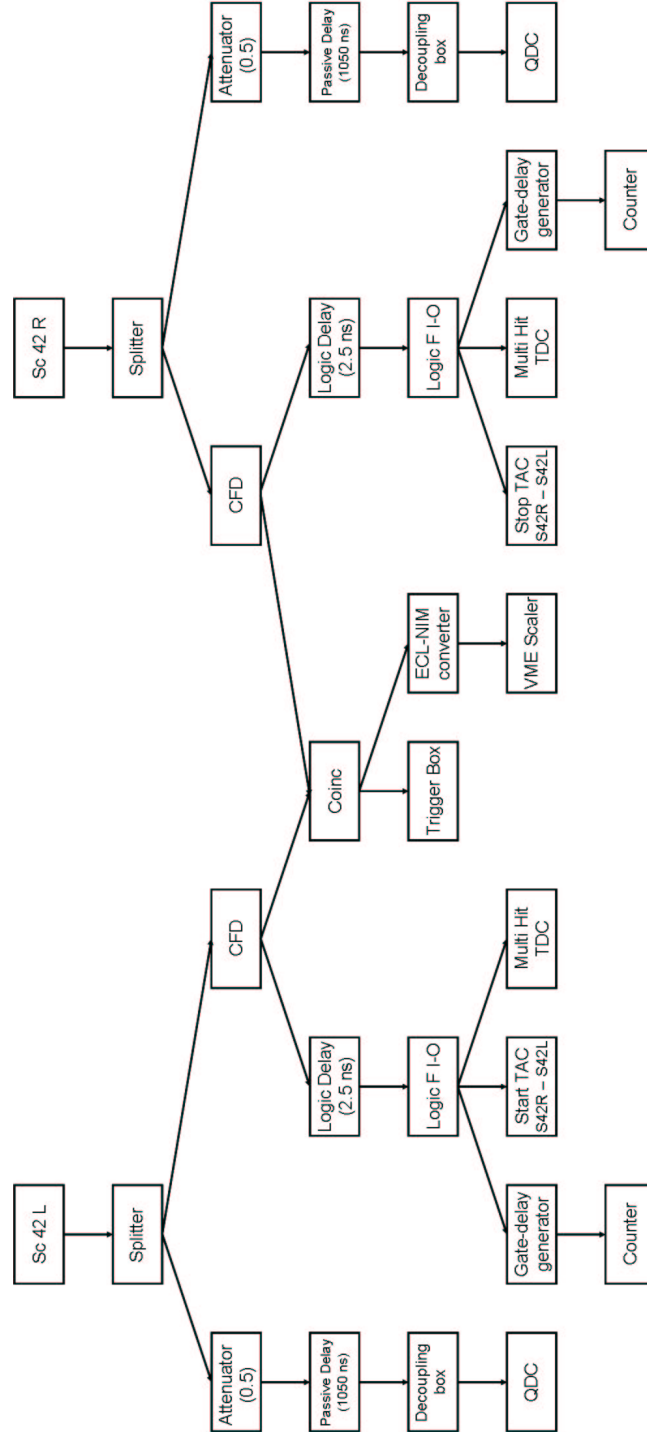 Sc 42 L
Sc 42 R
Splitter
Splitter
Attenuator
(0.5)
CFD
CFD
Attenuator
(0.5)
Passive Delay
(1050 ns)
Logic Delay
(2.5 ns)
Coinc
Logic Delay
(2.5 ns)
Passive Delay
(1050 ns)
Decoupling
box
Logic F I-O
Trigger Box
ECL-NIM
converter
Logic F I-O
Decoupling
box
QDC
Gate-delay
generator
Start TAC
S42R – S42L
Multi Hit
TDC
VME Scaler
Stop TAC
S42R – S42L
Multi Hit
TDC
Gate-delay
generator
QDC
Counter
Counter